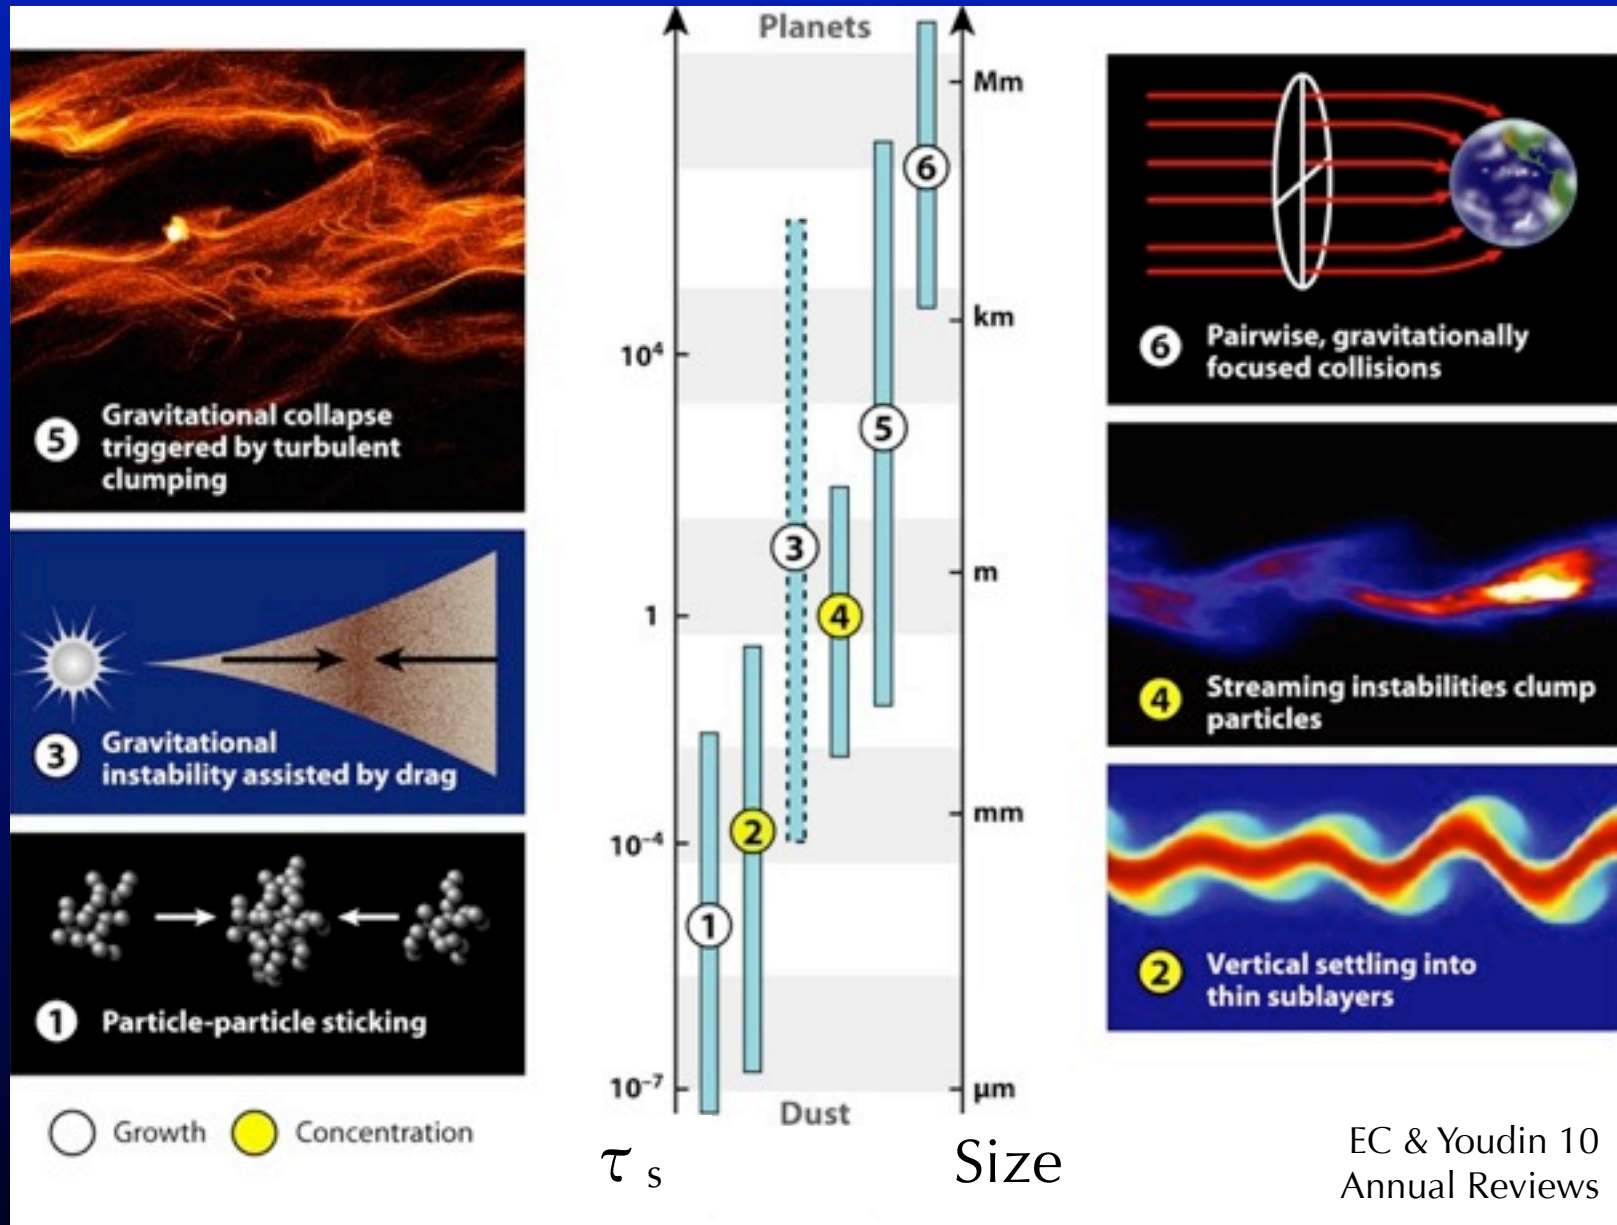 Planets
Mm
km
10⁴
m
1
mm
10⁻⁴
10⁻⁷
μm
Dust
1
2
3
4
5
6
τ s
Size
5 Gravitational collapse
triggered by turbulent
clumping
3 Gravitational
instability assisted by drag
1 Particle-particle sticking
Growth
Concentration
6 Pairwise, gravitationally
focused collisions
4 Streaming instabilities clump
particles
2 Vertical settling into
thin sublayers
EC & Youdin 10
Annual Reviews